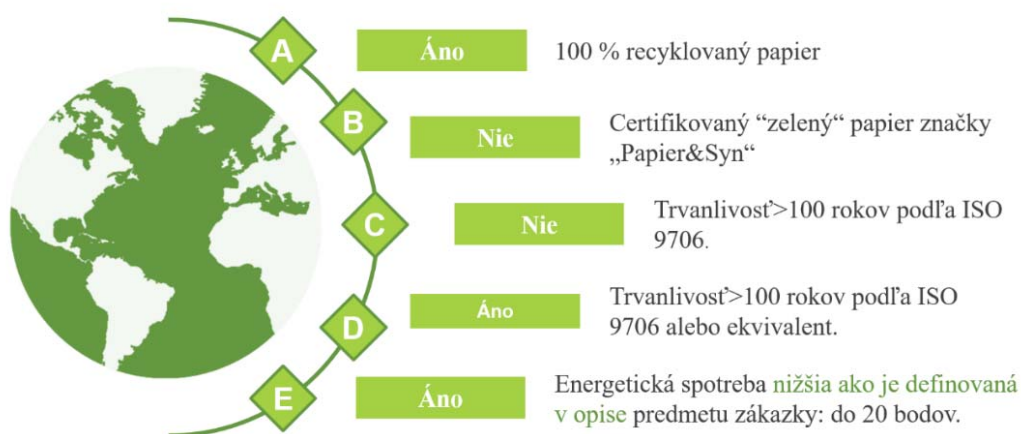 A
Áno
100 % recyklovaný papier
B
Nie
Certifikovaný “zelený“ papier značky
„Papier&Syn“
C
Nie
Trvanlivosť>100 rokov podľa ISO
9706.
D
Áno
Trvanlivosť>100 rokov podľa ISO
9706 alebo ekvivalent.
E
Áno
Energetická spotreba nižšia ako je definovaná
v opise predmetu zákazky: do 20 bodov.